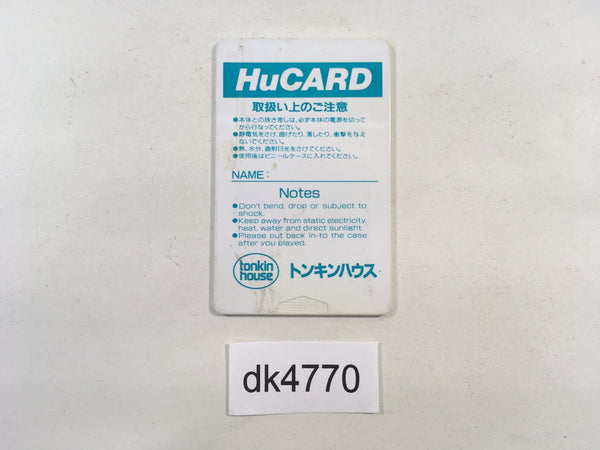 HuCARD
取扱い上のご注意
●本体との抜き差しは、必ず本体の電源を切って
から行なってください。
●静電気をさけ、曲げたり、落したり、衝撃を与え
ないでください。
●熱、水分、直射日光をさけてください。
●使用後はビニールケースに入れてください。
NAME:
Notes
●Don't bend, drop or subject to
shock.
●Keep away from static electricity,
heat, water and direct sunlight.
●Please put back in-to the case
after you played.
tonkin
house
トンキンハウス
dk4770